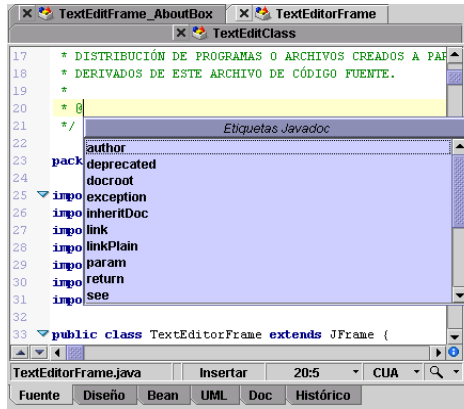 TextEditFrame_AboutBox TextEditorFrame
TextEditClass
17 * DISTRIBUCIÓN DE PROGRAMAS O ARCHIVOS CREADOS A PAR
18 * DERIVADOS DE ESTE ARCHIVO DE CÓDIGO FUENTE.
19 *
20 * @
21 */
Etiquetas Javadoc
22 author
23 pack deprecated
24 docroot
25 impo exception
26 impo inheritDoc
27 impo link
28 impo linkPlain
29 impo param
30 impo return
31 impo see
32
33 public class TextEditorFrame extends JFrame {
TextEditorFrame.java Insertar 20:5 CUA
Fuente Diseño Bean UML Doc Histórico